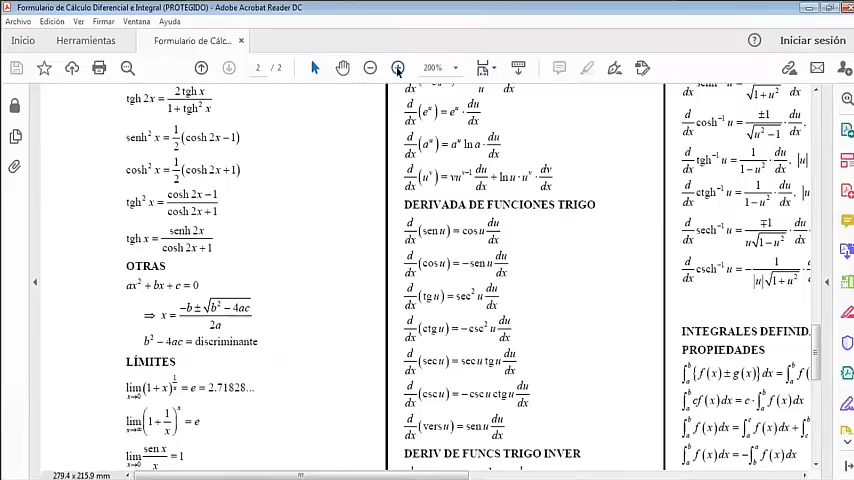 Formulario de Cálculo Diferencial e Integral (PROTEGIDO) - Adobe Acrobat Reader DC
Archivo Edición Ver Firmar Ventana Ayuda
Inicio Herramientas Formulario de Cálc... × ? Iniciar sesión
2 / 2 200%
tgh 2x = 2 tgh x / 1 + tgh² x
senh² x = 1/2 (cosh 2x − 1)
cosh² x = 1/2 (cosh 2x + 1)
tgh² x = cosh 2x − 1 / cosh 2x + 1
tgh x = senh 2x / cosh 2x + 1
OTRAS
ax² + bx + c = 0
⇒ x = −b ± √b² − 4ac / 2a
b² − 4ac = discriminante
LÍMITES
lim x→0 (1 + x)^1/x = e = 2.71828...
lim x→∞ (1 + 1/x)^x = e
lim x→0 sen x / x = 1
d/dx (e^u) = e^u · du/dx
d/dx (a^u) = a^u ln a · du/dx
d/dx (u^v) = vu^v−1 du/dx + ln u · u^v · dv/dx
DERIVADA DE FUNCIONES TRIGO
d/dx (sen u) = cos u du/dx
d/dx (cos u) = −sen u du/dx
d/dx (tg u) = sec² u du/dx
d/dx (ctg u) = −csc² u du/dx
d/dx (sec u) = sec u tg u du/dx
d/dx (csc u) = −csc u ctg u du/dx
d/dx (vers u) = sen u du/dx
DERIV DE FUNCS TRIGO INVER
d/dx cosh⁻¹ u = ±1 / √u² − 1 · du/dx,
d/dx tgh⁻¹ u = 1 / 1 − u² · du/dx, |u|
d/dx ctgh⁻¹ u = 1 / 1 − u² · du/dx, |u
d/dx sech⁻¹ u = ∓1 / u√1 − u² · du/dx
d/dx csch⁻¹ u = − 1 / |u|√1 + u² ·
INTEGRALES DEFINID
PROPIEDADES
∫a^b {f(x) ± g(x)} dx = ∫a^b f(
∫a^b cf(x) dx = c · ∫a^b f(x) dx
∫a^b f(x) dx = ∫a^c f(x) dx + ∫
∫a^b f(x) dx = −∫b^a f(x) dx
279.4 x 215.9 mm